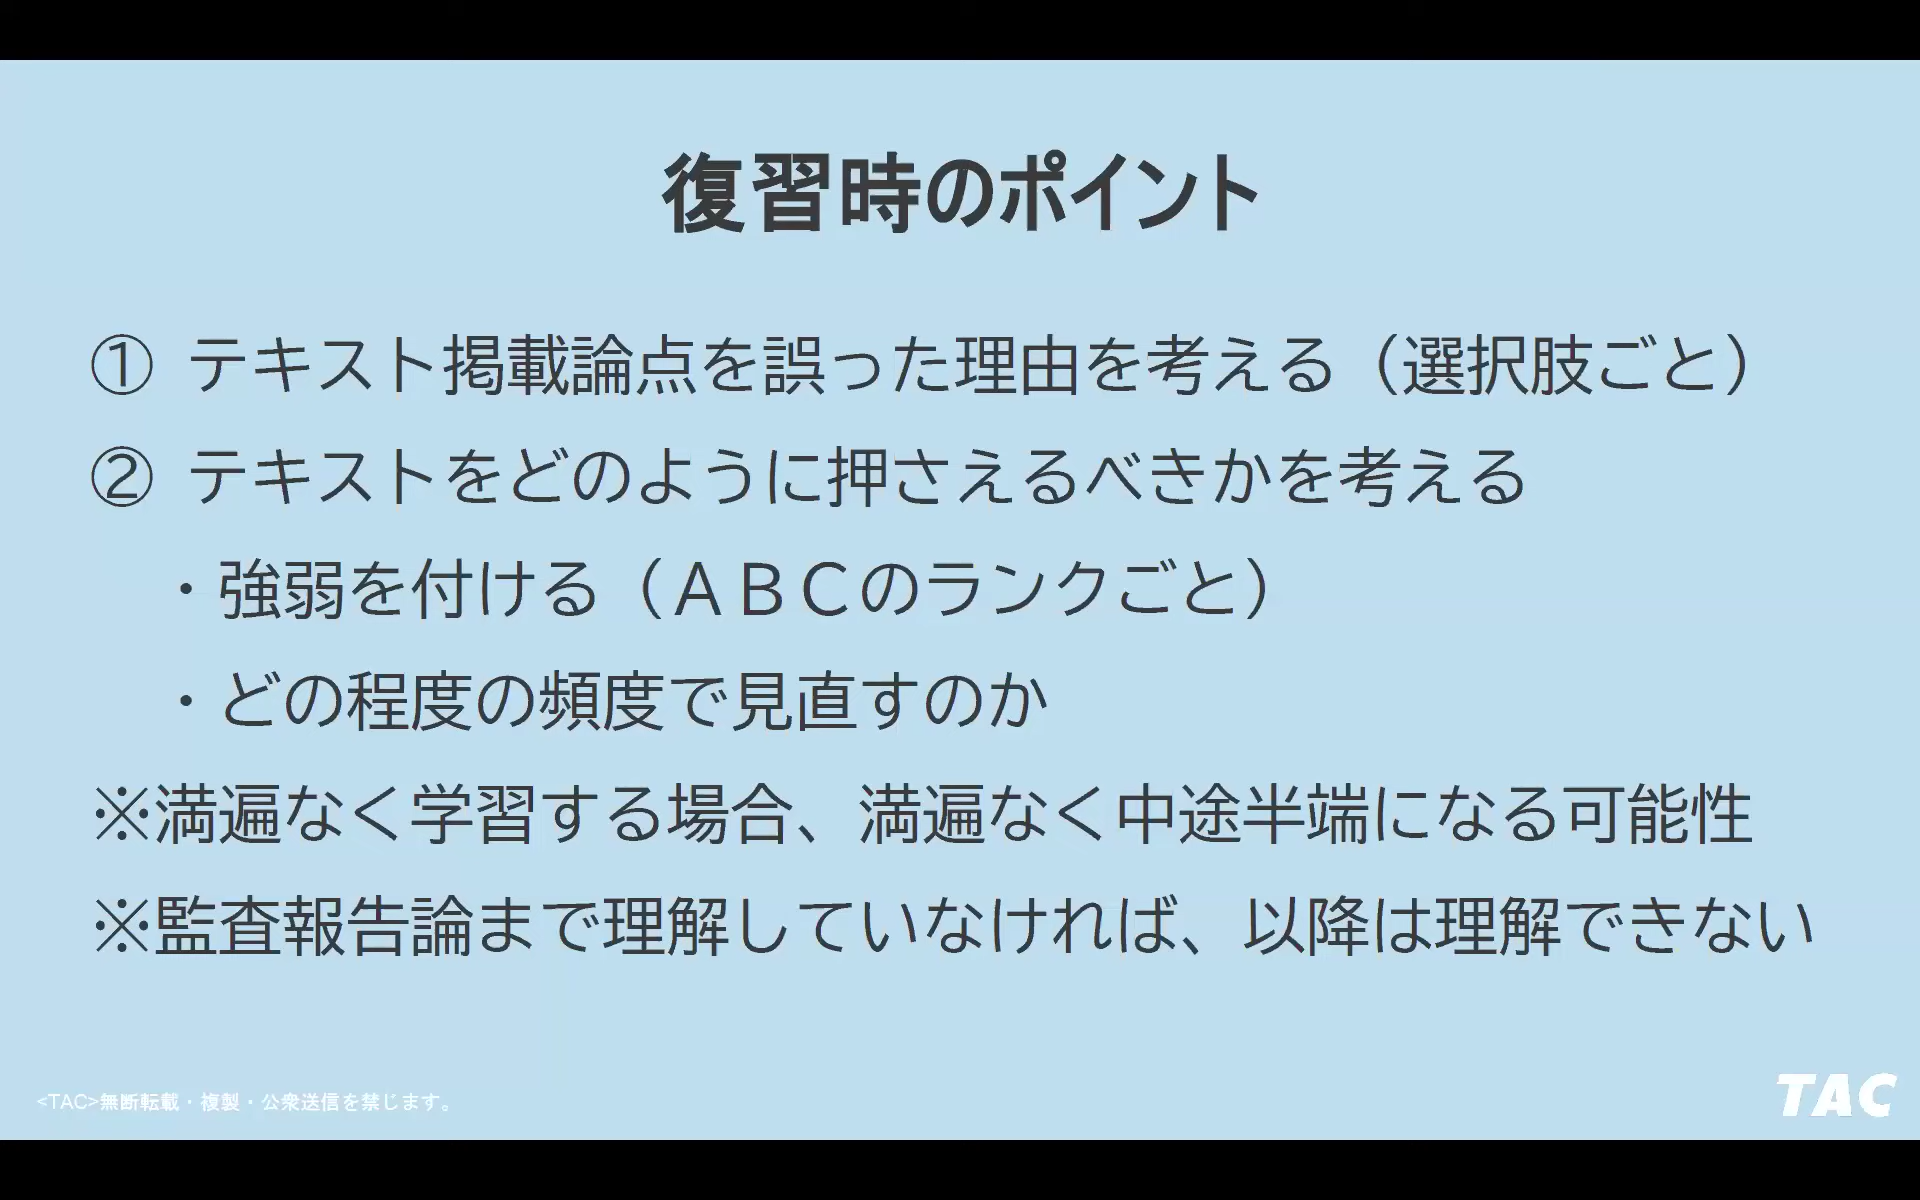 復習時のポイント
① テキスト掲載論点を誤った理由を考える（選択肢ごと）
② テキストをどのように押さえるべきかを考える
・強弱を付ける（ＡＢＣのランクごと）
・どの程度の頻度で見直すのか
※満遍なく学習する場合、満遍なく中途半端になる可能性
※監査報告論まで理解していなければ、以降は理解できない
<TAC>無断転載・複製・公衆送信を禁じます。
TAC